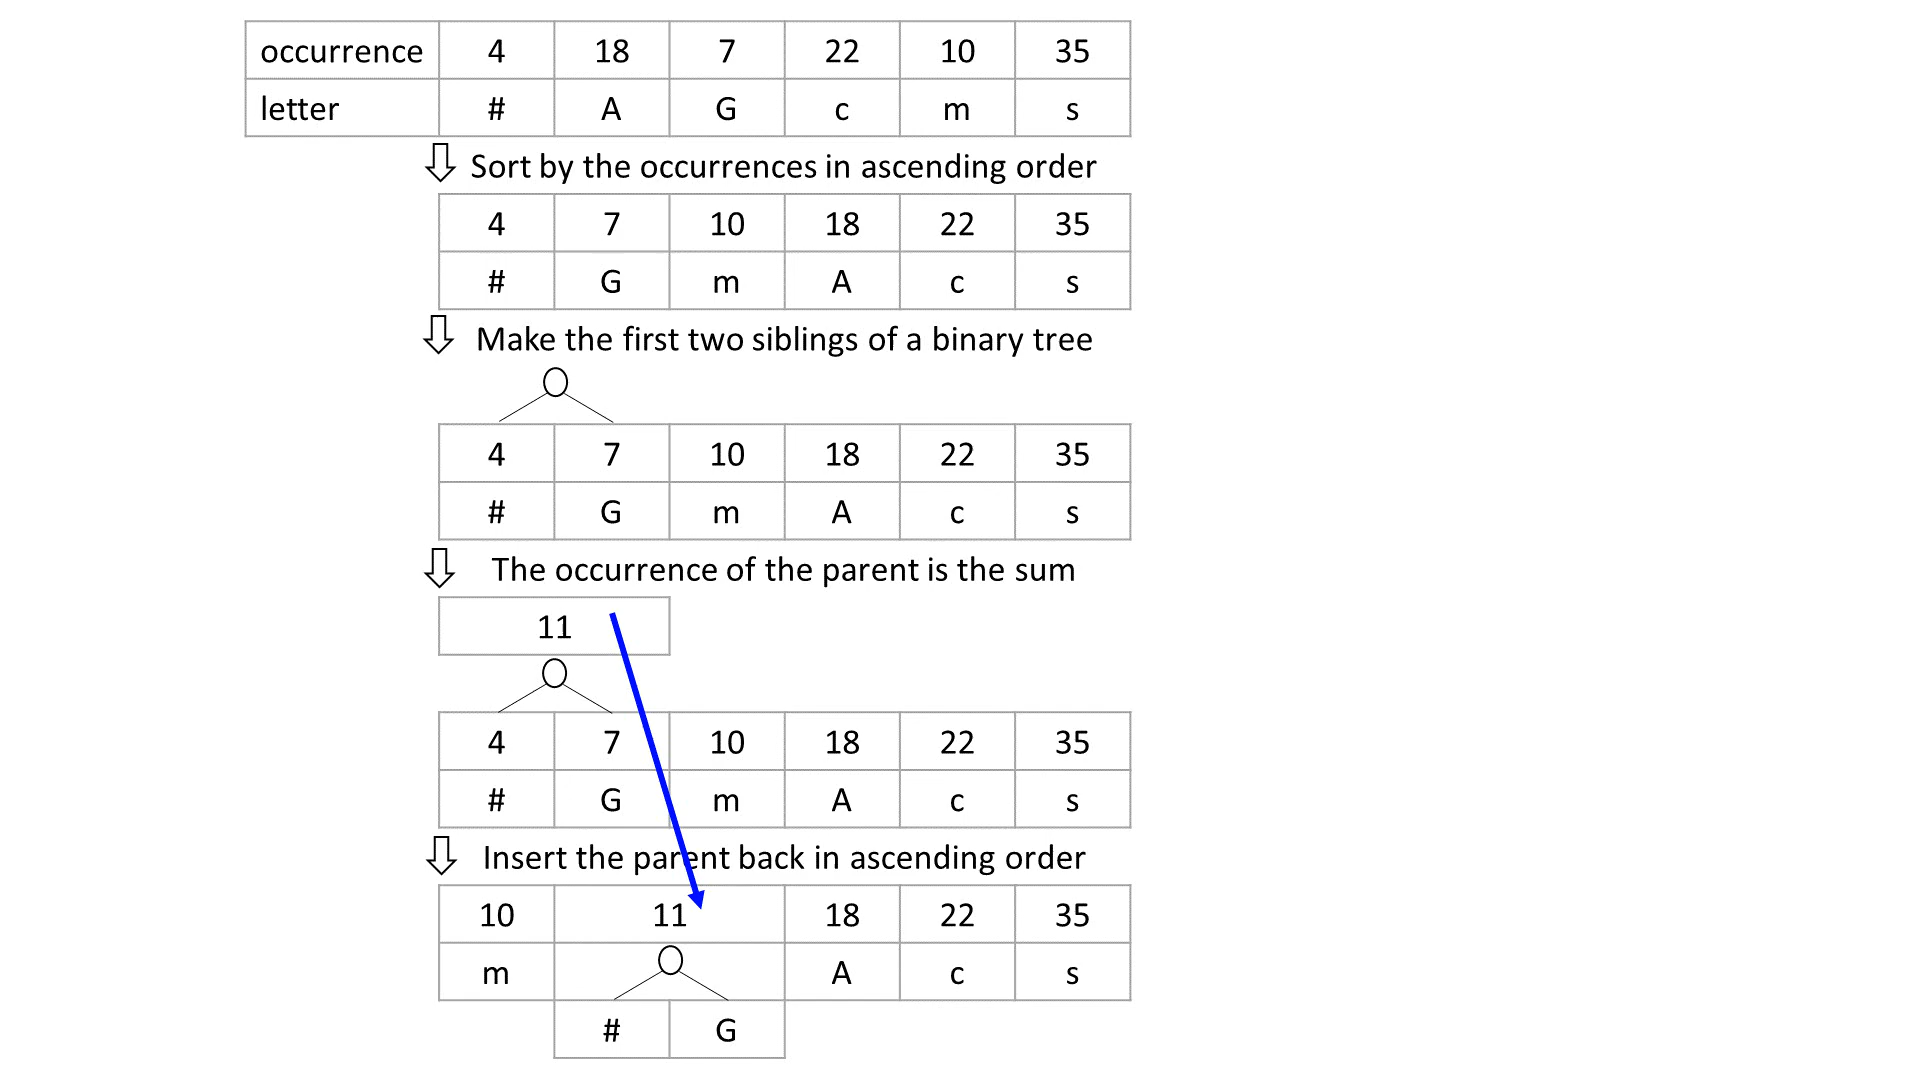 occurrence 4 18 7 22 10 35
letter # A G c m s
Sort by the occurrences in ascending order
4 7 10 18 22 35
# G m A c s
Make the first two siblings of a binary tree
4 7 10 18 22 35
# G m A c s
The occurrence of the parent is the sum
11
4 7 10 18 22 35
# G m A c s
Insert the parent back in ascending order
10 11 18 22 35
m A c s
# G